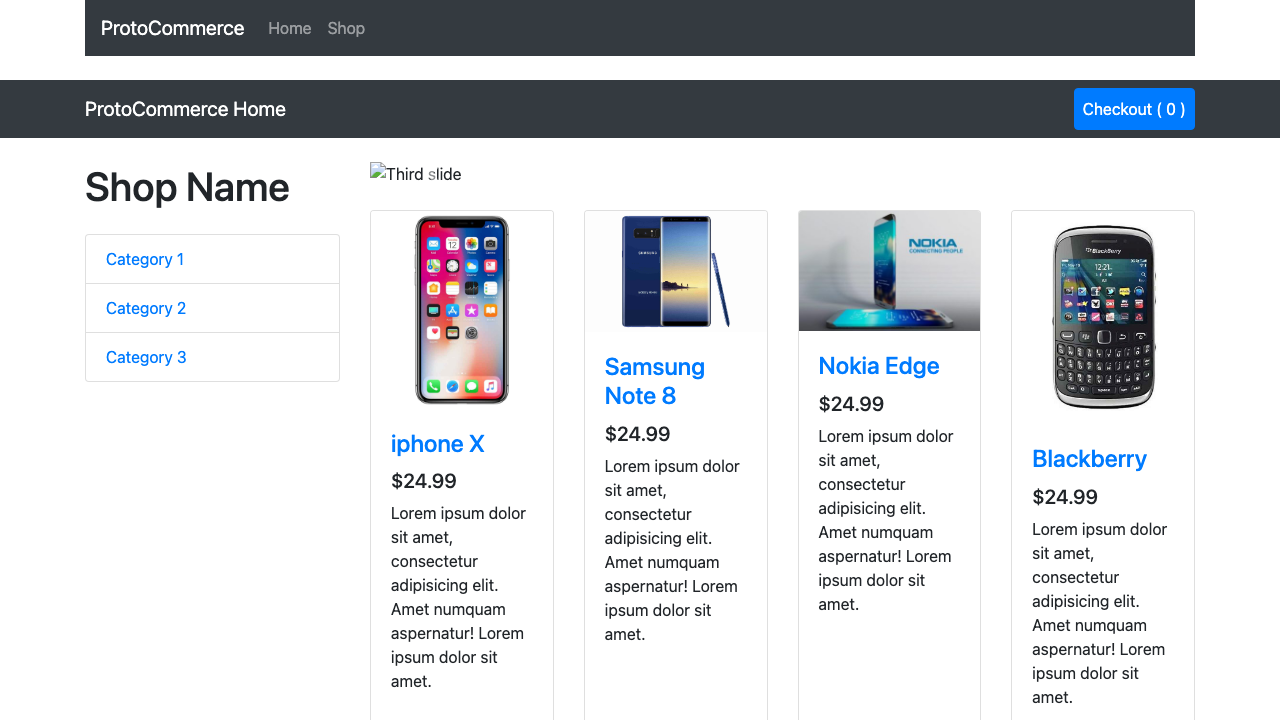 ProtoCommerce Home Shop
ProtoCommerce Home
Checkout ( 0 )
Shop Name
Category 1
Category 2
Category 3
Third slide
iphone X
$24.99
Lorem ipsum dolor
sit amet,
consectetur
adipisicing elit.
Amet numquam
aspernatur! Lorem
ipsum dolor sit
amet.
Samsung
Note 8
$24.99
Lorem ipsum dolor
sit amet,
consectetur
adipisicing elit.
Amet numquam
aspernatur! Lorem
ipsum dolor sit
amet.
NOKIA
CONNECTING PEOPLE
Nokia Edge
$24.99
Lorem ipsum dolor
sit amet,
consectetur
adipisicing elit.
Amet numquam
aspernatur! Lorem
ipsum dolor sit
amet.
BlackBerry
12:21
Blackberry
$24.99
Lorem ipsum dolor
sit amet,
consectetur
adipisicing elit.
Amet numquam
aspernatur! Lorem
ipsum dolor sit
amet.